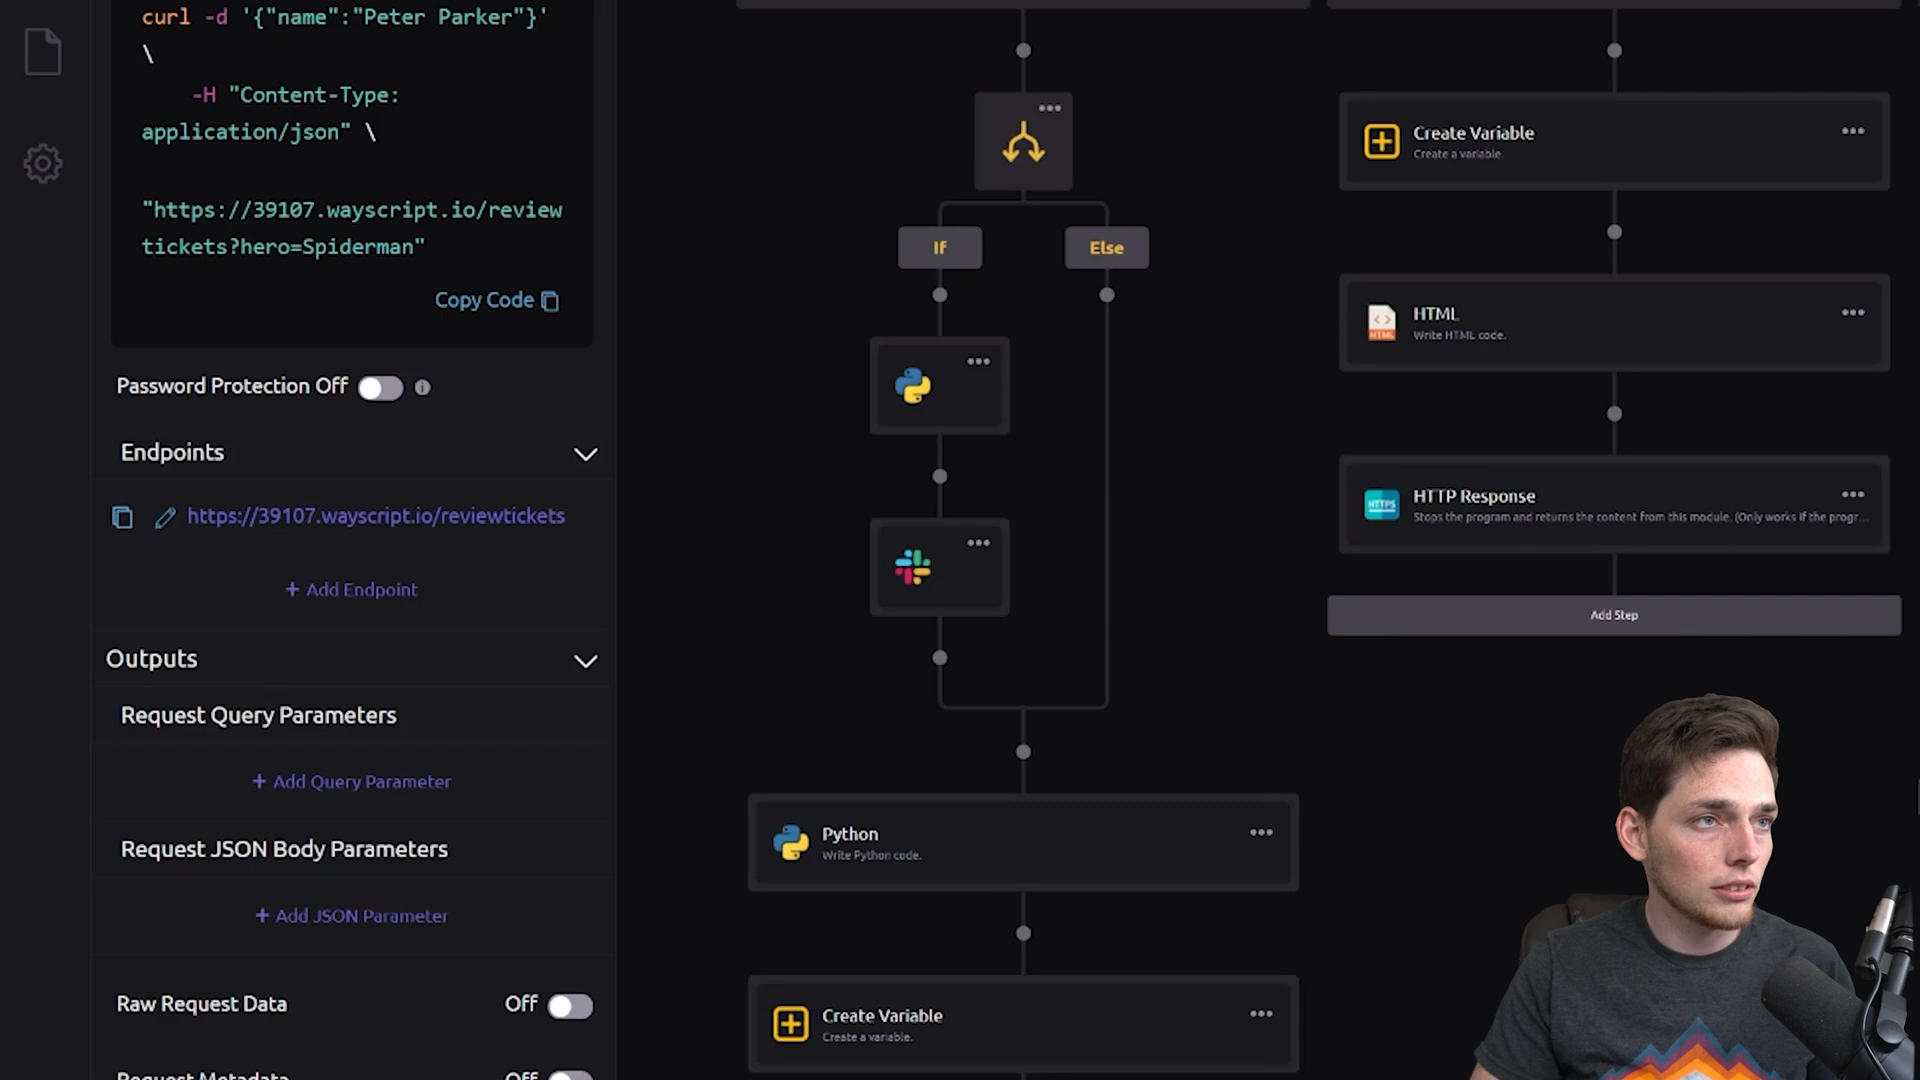 curl -d '{"name":"Peter Parker"}'
\
-H "Content-Type:
application/json" \
"https://39107.wayscript.io/review
tickets?hero=Spiderman"
Copy Code
Password Protection Off
Endpoints
https://39107.wayscript.io/reviewtickets
+ Add Endpoint
Outputs
Request Query Parameters
+ Add Query Parameter
Request JSON Body Parameters
+ Add JSON Parameter
Raw Request Data Off
Request Metadata Off
If
Else
Python
Write Python code.
Create Variable
Create a variable.
Create Variable
Create a variable.
HTML
HTML
Write HTML code.
HTTPS
HTTP Response
Stops the program and returns the content from this module. (Only works if the progr...
Add Step